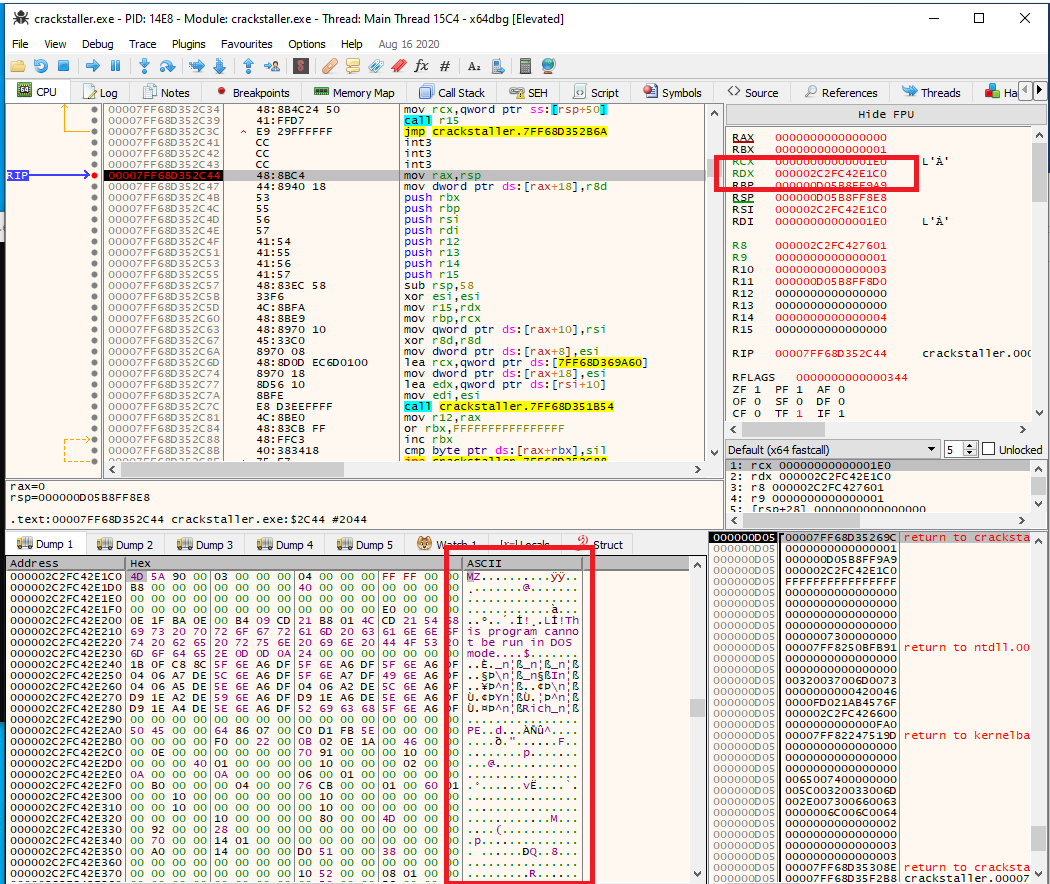 crackstaller.exe - PID: 14E8 - Module: crackstaller.exe - Thread: Main Thread 15C4 - x64dbg [Elevated]
File View Debug Trace Plugins Favourites Options Help Aug 16 2020
CPU Log Notes Breakpoints Memory Map Call Stack SEH Script Symbols Source References Threads Ha
00007FF68D352C34 48:8B4C24 50 mov rcx,qword ptr ss:[rsp+50]
00007FF68D352C39 41:FFD7 call r15
00007FF68D352C3C E9 29FFFFFF jmp crackstaller.7FF68D352B6A
00007FF68D352C41 CC int3
00007FF68D352C42 CC int3
00007FF68D352C43 CC int3
RIP 00007FF68D352C44 48:8BC4 mov rax,rsp
00007FF68D352C47 44:8940 18 mov dword ptr ds:[rax+18],r8d
00007FF68D352C4B 53 push rbx
00007FF68D352C4C 55 push rbp
00007FF68D352C4D 56 push rsi
00007FF68D352C4E 57 push rdi
00007FF68D352C4F 41:54 push r12
00007FF68D352C51 41:55 push r13
00007FF68D352C53 41:56 push r14
00007FF68D352C55 41:57 push r15
00007FF68D352C57 48:83EC 58 sub rsp,58
00007FF68D352C5B 33F6 xor esi,esi
00007FF68D352C5D 4C:8BFA mov r15,rdx
00007FF68D352C60 48:8BE9 mov rbp,rcx
00007FF68D352C63 48:8970 10 mov qword ptr ds:[rax+10],rsi
00007FF68D352C67 45:33C0 xor r8d,r8d
00007FF68D352C6A 8970 08 mov dword ptr ds:[rax+8],esi
00007FF68D352C6D 48:8D0D EC6D0100 lea rcx,qword ptr ds:[7FF68D369A60]
00007FF68D352C74 8970 18 mov dword ptr ds:[rax+18],esi
00007FF68D352C77 8D56 10 lea edx,qword ptr ds:[rsi+10]
00007FF68D352C7A 8BFE mov edi,esi
00007FF68D352C7C E8 D3EEFFFF call crackstaller.7FF68D351B54
00007FF68D352C81 4C:8BE0 mov r12,rax
00007FF68D352C84 48:83CB FF or rbx,FFFFFFFFFFFFFFFF
00007FF68D352C88 48:FFC3 inc rbx
00007FF68D352C8B 40:383418 cmp byte ptr ds:[rax+rbx],sil
Hide FPU
RAX 0000000000000000
RBX 0000000000000001
RCX 00000000000001E0 L'Ǡ'
RDX 000002C2FC42E1C0
RBP 000000D05B8FF9A9
RSP 000000D05B8FF8E8
RSI 000002C2FC42E1C0
RDI 00000000000001E0 L'Ǡ'
R8 000002C2FC427601
R9 0000000000000001
R10 0000000000000003
R11 000000D05B8FF8D0
R12 0000000000000000
R13 0000000000000000
R14 0000000000000004
R15 0000000000000000
RIP 00007FF68D352C44 crackstaller.000
RFLAGS 0000000000000344
ZF 1 PF 1 AF 0
OF 0 SF 0 DF 0
CF 0 TF 1 IF 1
Default (x64 fastcall) 5 Unlocked
1: rcx 00000000000001E0
2: rdx 000002C2FC42E1C0
3: r8 000002C2FC427601
4: r9 0000000000000001
5: [rsp+28] 0000000000000000
rax=0
rsp=000000D05B8FF8E8
.text:00007FF68D352C44 crackstaller.exe:$2C44 #2044
Dump 1 Dump 2 Dump 3 Dump 4 Dump 5 Watch 1 Locals Struct
Address Hex ASCII
000002C2FC42E1C0 4D 5A 90 00 03 00 00 00 04 00 00 00 FF FF 00 00 MZ..........ÿÿ..
000002C2FC42E1D0 B8 00 00 00 00 00 00 00 40 00 00 00 00 00 00
000002C2FC42E1E0 00 00 00 00 00 00 00 00 00 00 00 00 00 00 00
000002C2FC42E1F0 00 00 00 00 00 00 00 00 00 00 00 00 E0 00 00
000002C2FC42E200 0E 1F BA 0E 00 B4 09 CD 21 B8 01 4C CD 21 54 68 ..º..´.Í!¸.LÍ!Th
000002C2FC42E210 69 73 20 70 72 6F 67 72 61 6D 20 63 61 6E 6E 6F is program canno
000002C2FC42E220 74 20 62 65 20 72 75 6E 20 69 6E 20 44 4F 53 20 t be run in DOS
000002C2FC42E230 6D 6F 64 65 2E 0D 0D 0A 24 00 00 00 00 00 00 00 mode....$.......
000002C2FC42E240 1B 0F C8 8C 5F 6E A6 DF 5F 6E A6 DF 5F 6E A6 DF
000002C2FC42E250 04 06 A7 DE 5C 6E A6 DF 5F 6E A7 DF 49 6E A6 DF
000002C2FC42E260 04 06 A5 DE 5E 6E A6 DF 04 06 A2 DE 5C 6E A6 DF
000002C2FC42E270 D9 1E A2 DE 59 6E A6 DF D9 1E A6 DE 5E 6E A6 DF
000002C2FC42E280 D9 1E A4 DE 5E 6E A6 DF 52 69 63 68 5F 6E A6 DF Ù.¤Þ^n¦ßRich_n¦ß
000002C2FC42E290 00 00 00 00 00 00 00 00 00 00 00 00 00 00 00
000002C2FC42E2A0 50 45 00 00 64 86 07 00 C0 D1 FB 5E 00 00 00 00 PE..d...ÀÑû^....
000002C2FC42E2B0 00 00 00 00 F0 00 22 00 0B 02 0E 1A 00 46 00
000002C2FC42E2C0 00 0E 00 00 00 00 00 00 70 91 00 00 00 10 00
000002C2FC42E2D0 00 00 00 40 01 00 00 00 00 10 00 00 00 02 00
000002C2FC42E2E0 0A 00 00 00 0A 00 00 00 06 00 01 00 00 00 00
000002C2FC42E2F0 00 B0 00 00 00 04 00 00 76 CB 00 00 01 00 60 01
000002C2FC42E300 00 00 10 00 00 00 00 00 00 10 00 00 00 00 00
000002C2FC42E310 00 00 10 00 00 00 00 00 00 10 00 00 00 00 00
000002C2FC42E320 00 00 00 00 10 00 00 00 00 80 00 00 4D 00 00
000002C2FC42E330 00 92 00 00 28 00 00 00 00 00 00 00 00 00 00
000002C2FC42E340 00 70 00 00 14 01 00 00 00 00 00 00 00 00 00
000002C2FC42E350 00 A0 00 00 14 00 00 00 D0 51 00 00 38 00 00
000002C2FC42E360 00 00 00 00 00 00 00 00 00 00 00 00 00 00 00
000002C2FC42E370 00 00 00 00 00 00 00 00 10 52 00 00 08 01 00
000000D05 00007FF68D35269C return to cracksta
000000D05 0000000000000001
000000D05 000000D05B8FF9A9
000000D05 000002C2FC42E1C0
000000D05 FFFFFFFFFFFFFFFF
000000D05 0000000000000000
000000D05 00007FF8250BFB91 return to ntdll.00
000000D05 0000000000000000
000000D05 00320037006D0073
000000D05 0000000000420046
000000D05 0000FD021AB4576F
000000D05 000002C2FC426600
000000D05 0000000000000FA0
000000D05 00007FF82247519D return to kernelba
000000D05 0000000000000000
000000D05 0000000000000000
000000D05 0065007400000000
000000D05 005C00320033006D
000000D05 002E007300660063
000000D05 0000006C006C0064
000000D05 0000000000000000
000000D05 0000000000000002
000000D05 0000000000000000
000000D05 0000000000000003
000000D05 0000000000000003
000000D05 00007FF68D35308E return to cracksta
000000D05 00007FF68D35F2B8 crackstaller.00007